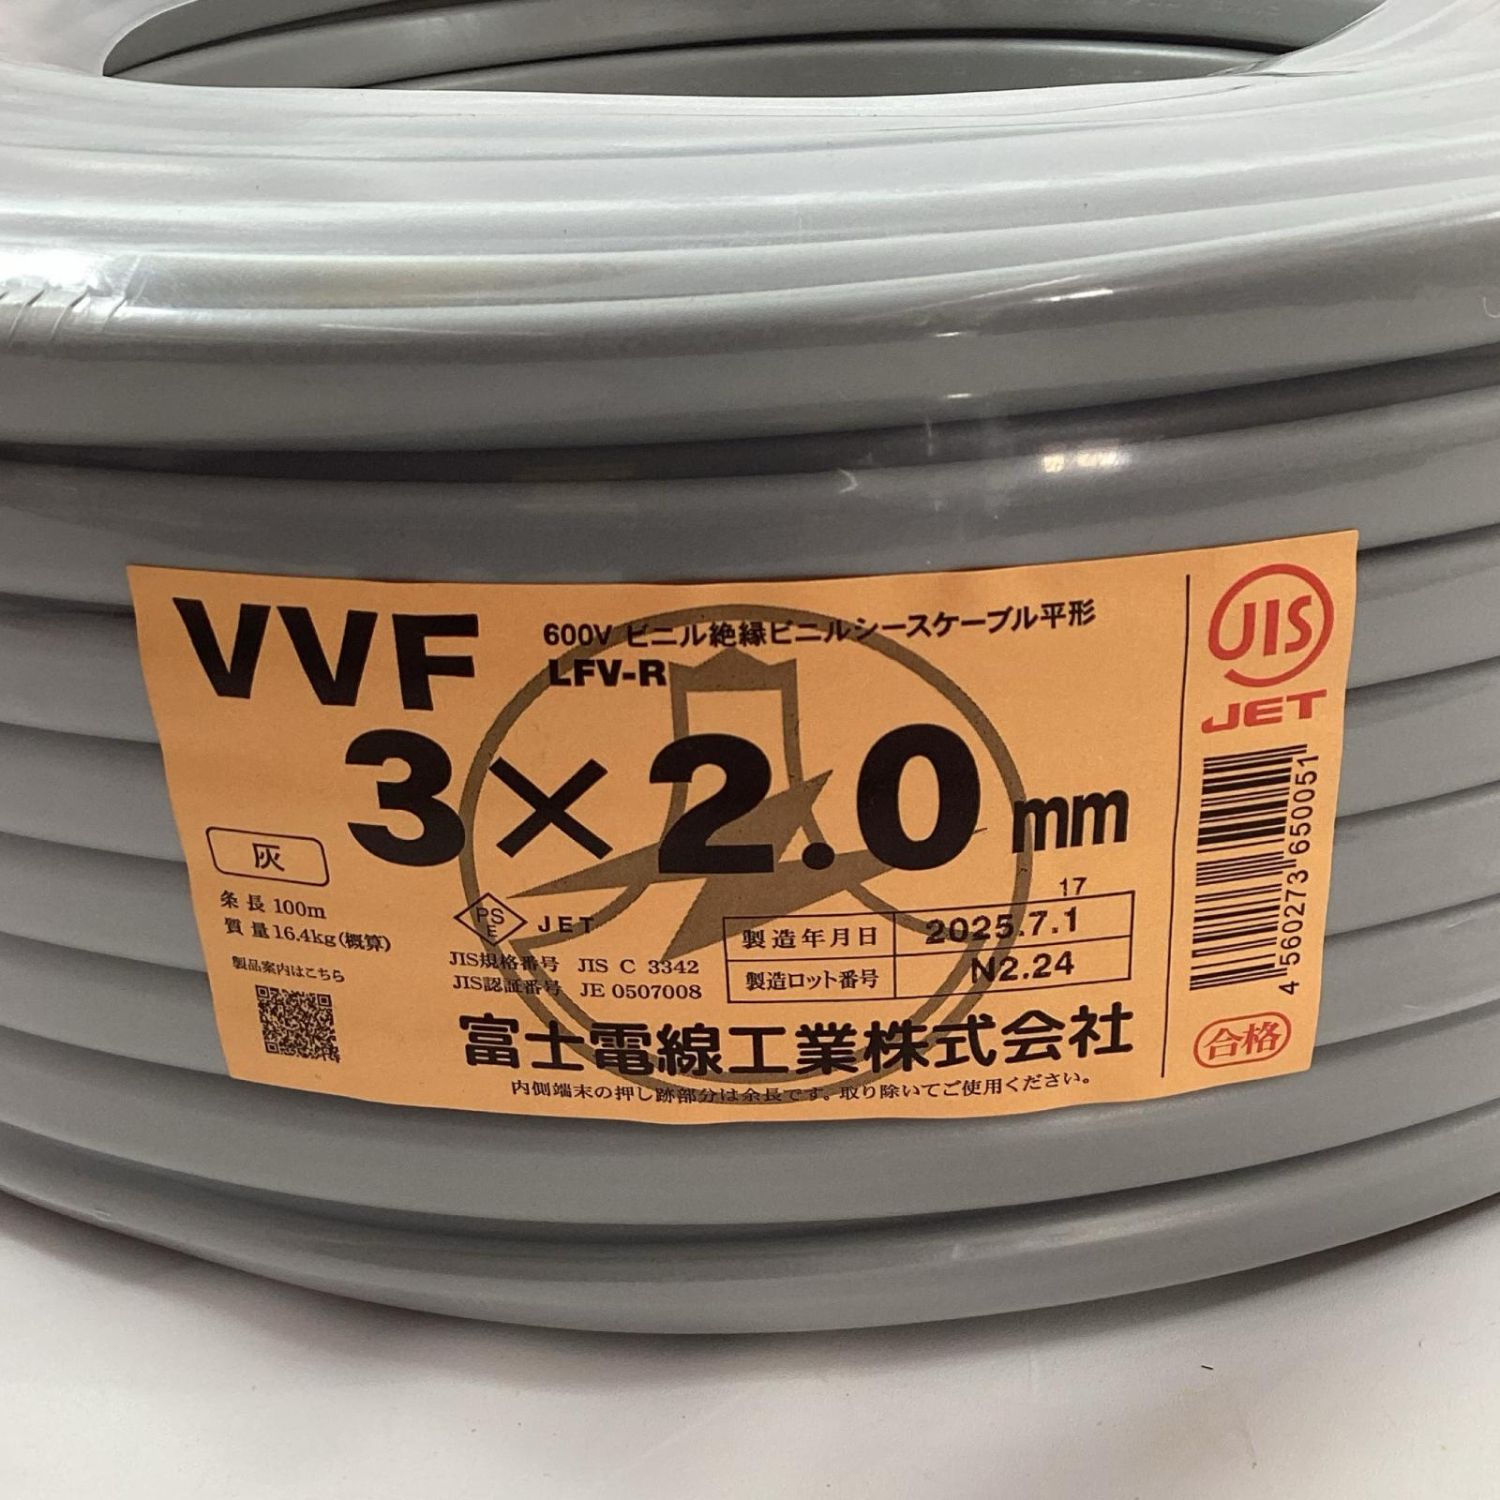 VVF
600V ビニル絶縁ビニルシースケーブル平形
LFV-R
3×2.0mm
灰
条長 100m
質量 16.4kg(概算)
製品案内はこちら
PSE JET
JIS規格番号 JIS C 3342
JIS認証番号 JE 0507008
17
製造年月日 2025.7.1
製造ロット番号 N2.24
富士電線工業株式会社
内側端末の押し跡部分は余長です。取り除いてご使用ください。
JIS
JET
4 560273 650051
合格